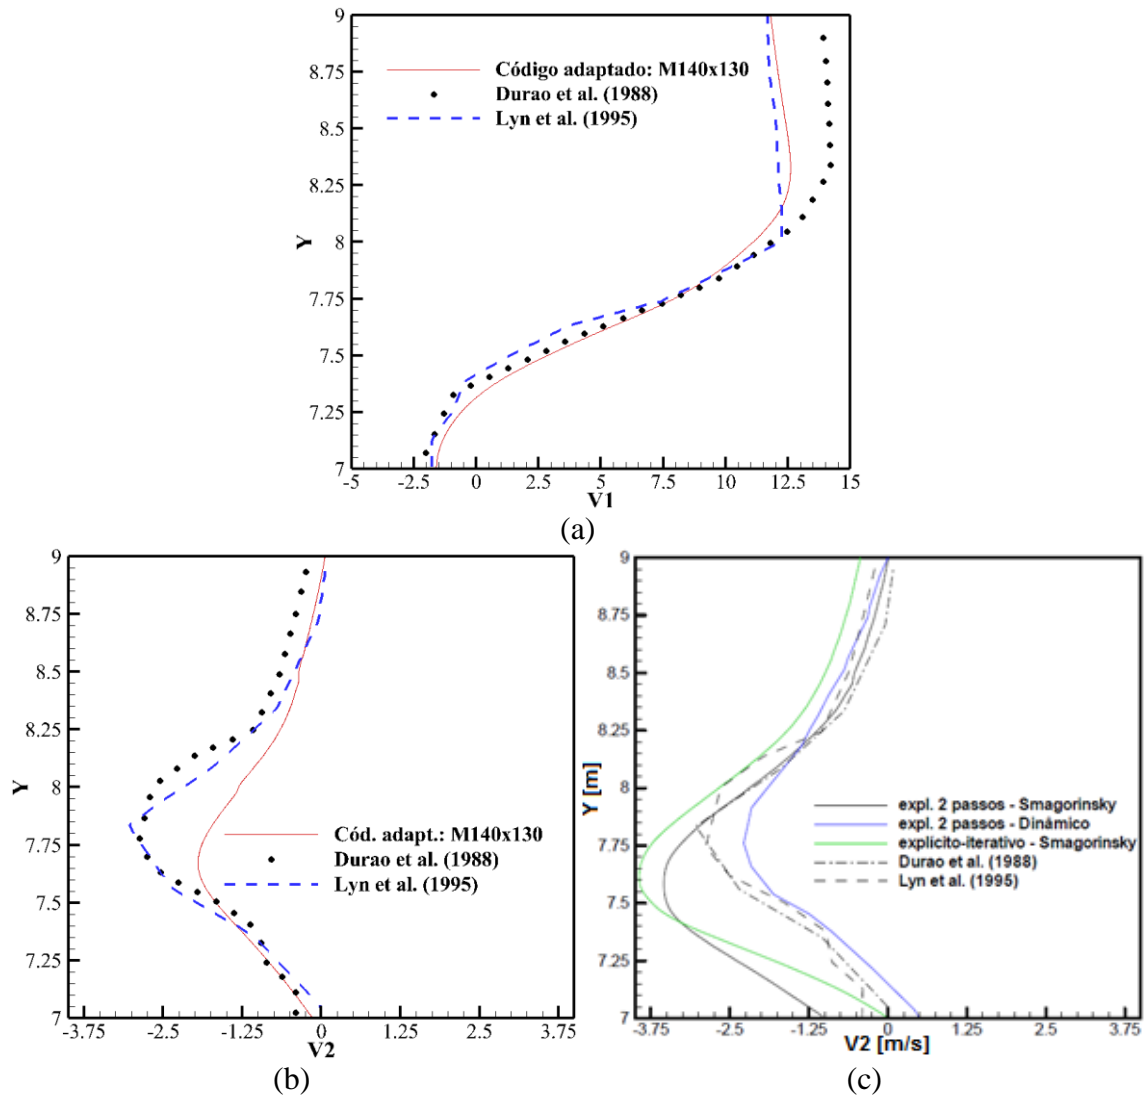 9
8.75
8.5
8.25
8
7.75
7.5
7.25
7
Y
Código adaptado: M140x130
Durao et al. (1988)
Lyn et al. (1995)
-5
-2.5
0
2.5
5
7.5
10
12.5
15
V1
(a)
9
8.75
8.5
8.25
8
7.75
7.5
7.25
7
Y
Cód. adapt.: M140x130
Durao et al. (1988)
Lyn et al. (1995)
-3.75
-2.5
-1.25
0
1.25
2.5
3.75
V2
(b)
9
8.75
8.5
8.25
8
7.75
7.5
7.25
7
Y [m]
expl. 2 passos - Smagorinsky
expl. 2 passos - Dinámico
explícito-iterativo - Smagorinsky
Durao et al. (1988)
Lyn et al. (1995)
-3.75
-2.5
-1.25
0
1.25
2.5
3.75
V2 [m/s]
(c)